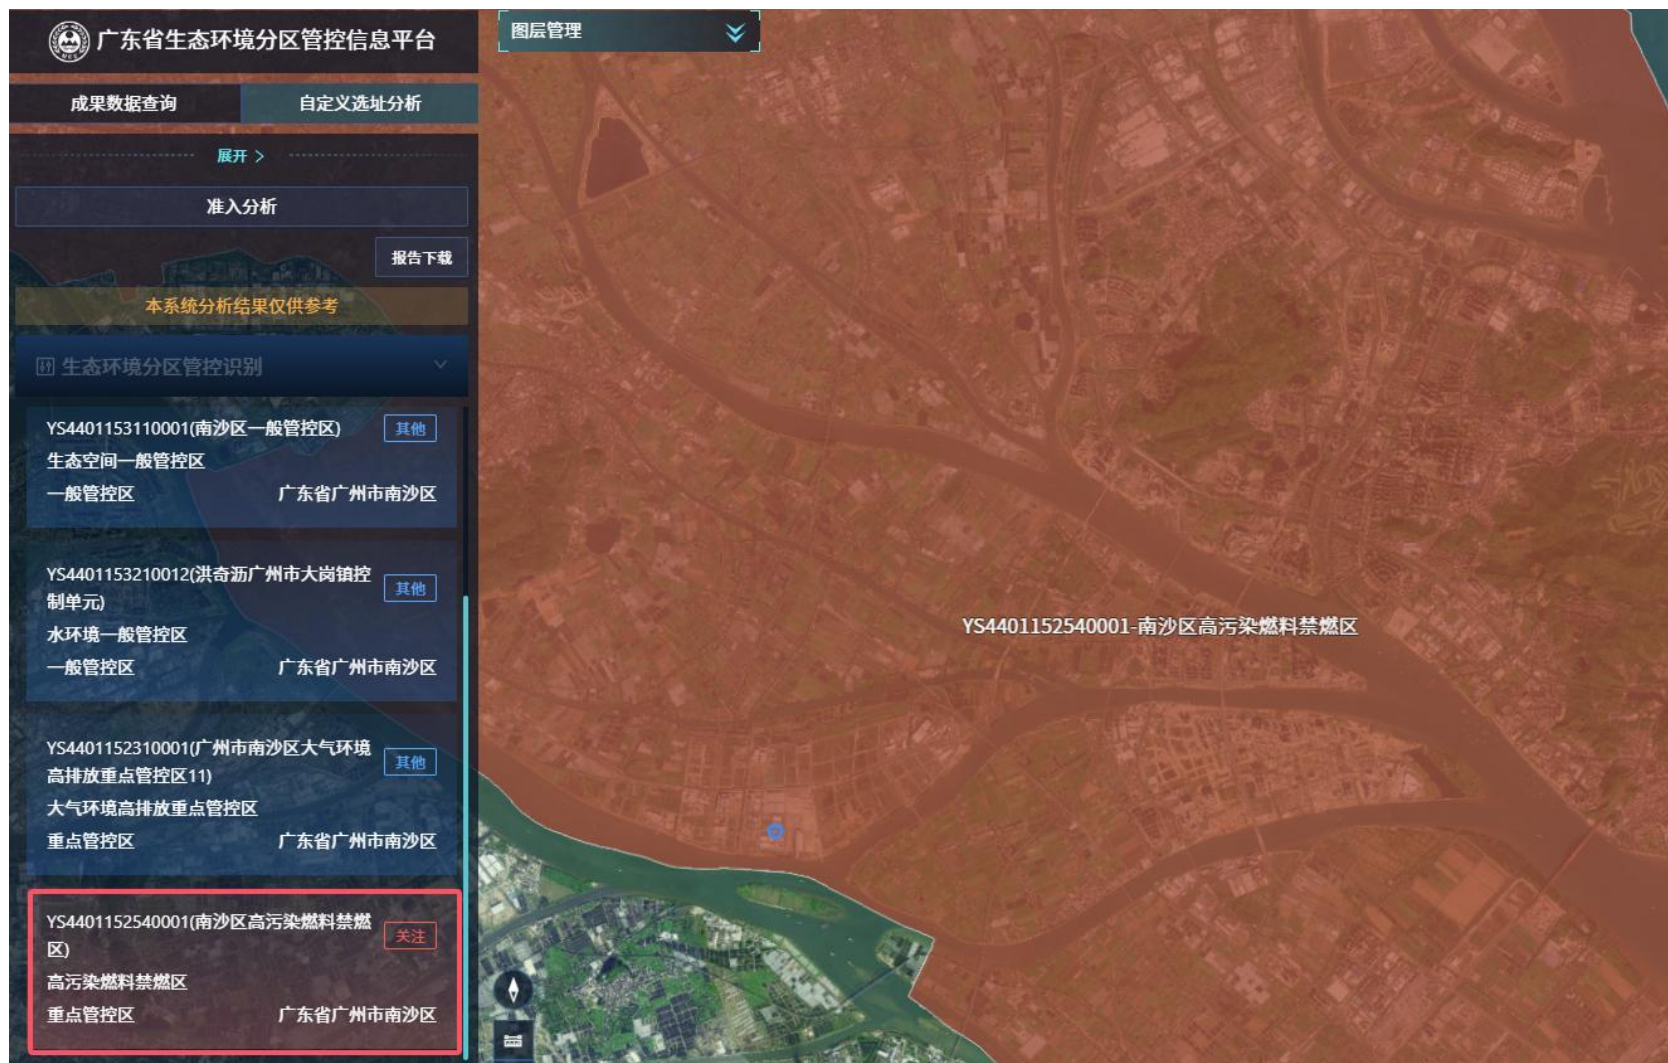 广东省生态环境分区管控信息平台
图层管理
成果数据查询
自定义选址分析
展开 >
准入分析
报告下载
本系统分析结果仅供参考
生态环境分区管控识别
YS4401153110001(南沙区一般管控区)
其他
生态空间一般管控区
一般管控区
广东省广州市南沙区
YS4401153210012(洪奇沥广州市大岗镇控
制单元)
其他
水环境一般管控区
一般管控区
广东省广州市南沙区
YS4401152310001(广州市南沙区大气环境
高排放重点管控区11)
其他
大气环境高排放重点管控区
重点管控区
广东省广州市南沙区
YS4401152540001(南沙区高污染燃料禁燃
区)
关注
高污染燃料禁燃区
重点管控区
广东省广州市南沙区
YS4401152540001-南沙区高污染燃料禁燃区